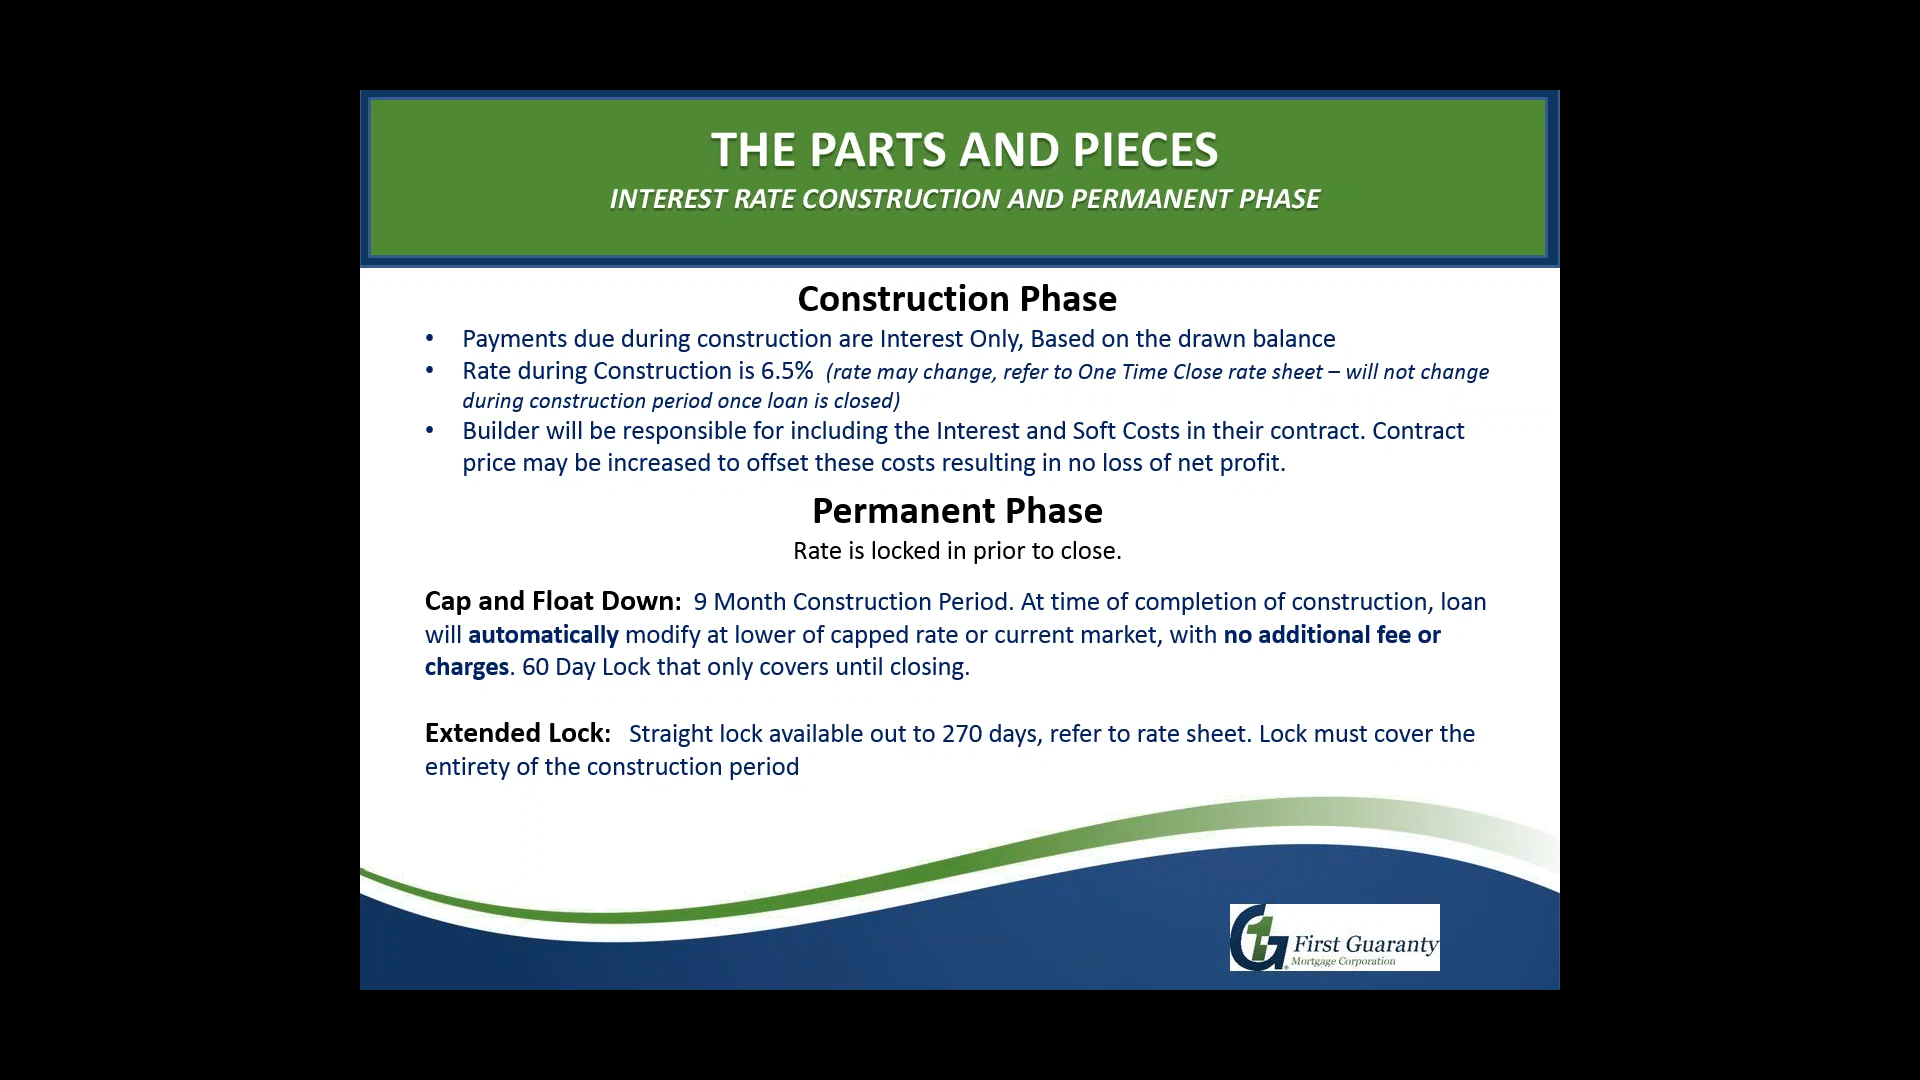 THE PARTS AND PIECES
INTEREST RATE CONSTRUCTION AND PERMANENT PHASE
Construction Phase
• Payments due during construction are Interest Only, Based on the drawn balance
• Rate during Construction is 6.5% (rate may change, refer to One Time Close rate sheet – will not change
during construction period once loan is closed)
• Builder will be responsible for including the Interest and Soft Costs in their contract. Contract
price may be increased to offset these costs resulting in no loss of net profit.
Permanent Phase
Rate is locked in prior to close.
Cap and Float Down: 9 Month Construction Period. At time of completion of construction, loan
will automatically modify at lower of capped rate or current market, with no additional fee or
charges. 60 Day Lock that only covers until closing.
Extended Lock: Straight lock available out to 270 days, refer to rate sheet. Lock must cover the
entirety of the construction period
G1 First Guaranty
Mortgage Corporation